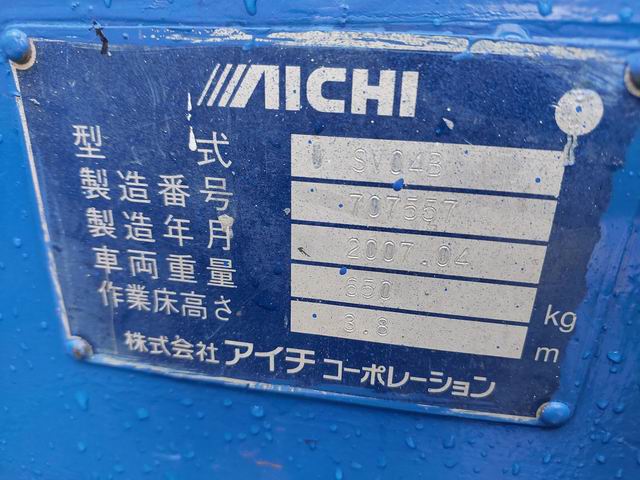 AICHI
型式 SV04B
製造番号 707557
製造年月 2007.04
車両重量 650 kg
作業床高さ 3.8 m
株式会社 アイチ コーポレーション